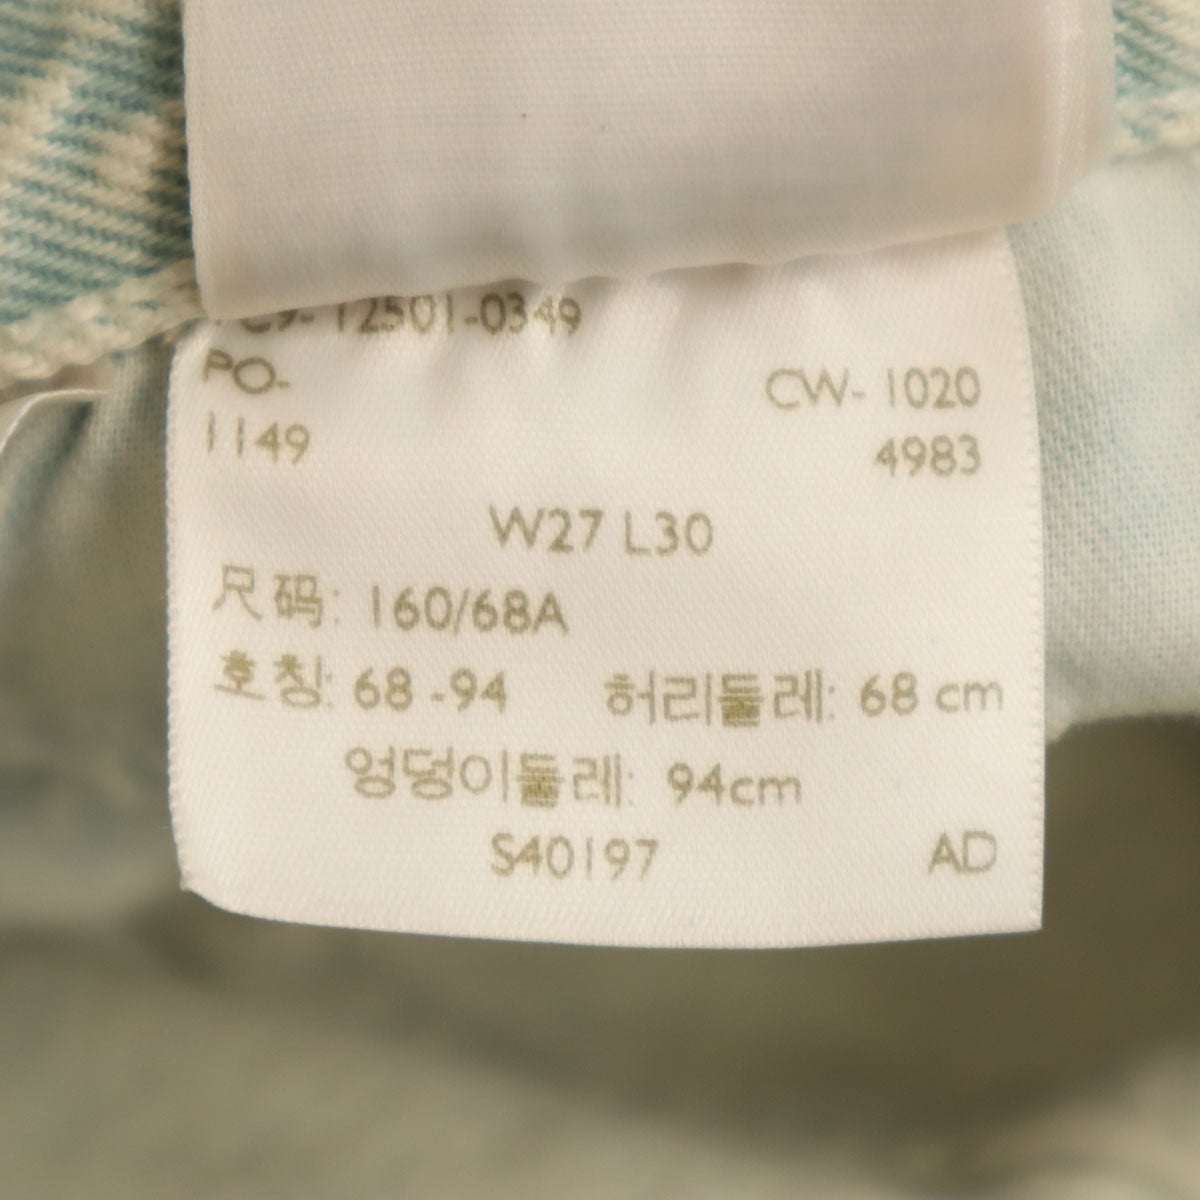 12501-0349
PO-
1149
CW- 1020
4983
W27 L30
尺码: 160/68A
호칭: 68 -94 허리둘레: 68 cm
엉덩이둘레: 94cm
S40197 AD